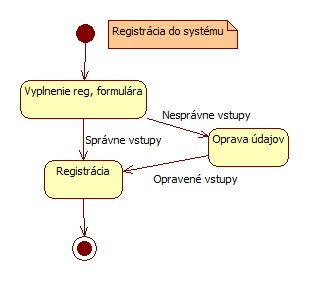 Registrácia do systému
Vyplnenie reg, formulára
Nesprávne vstupy
Správne vstupy
Oprava údajov
Registrácia
Opravené vstupy